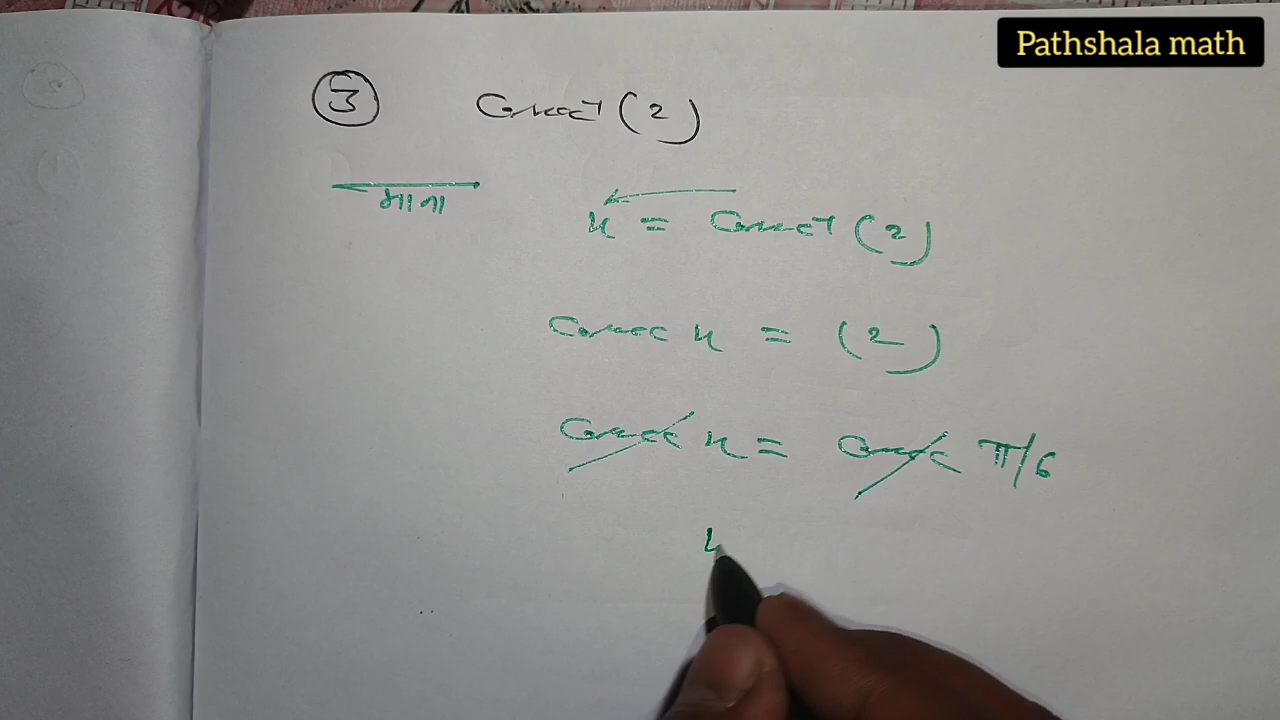 Pathshala math
③ Cosec⁻¹ (2)
माना x = Cosec⁻¹ (2)
Cosec x = (2)
Cosec x = Cosec π/6